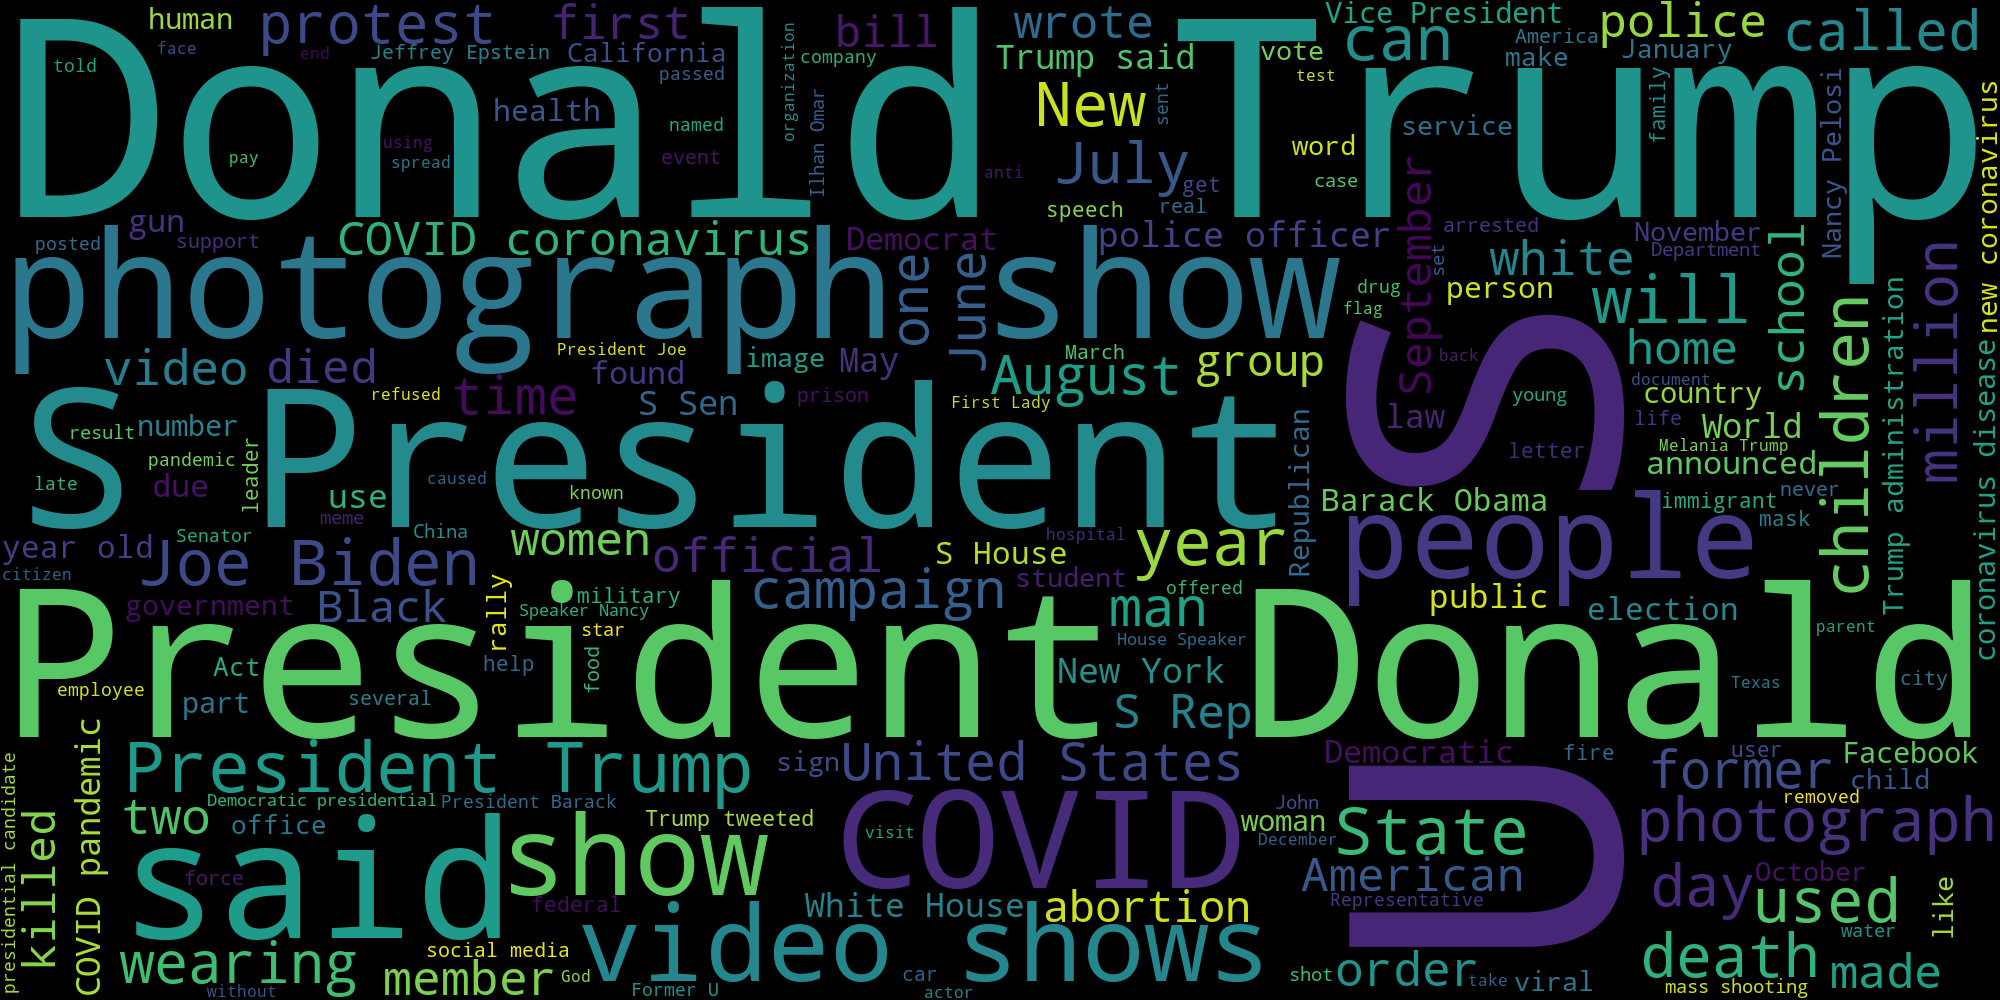 Donald Trump
human
protest
first
bill
wrote
Vice President
can
police
called
face
end
Jeffrey Epstein
California
company
Trump said
vote
America
January
told
passed
organization
make
test
health
named
Ilhan Omar
New
sent
service
family
Nancy Pelosi
new coronavirus
pay
using
spread
event
anti
July
get
word
case
speech
real
gun
posted
support
COVID coronavirus
Democrat
police officer
September
arrested
November
Department
photograph show
one
June
set
white
person
drug
flag
will
school
million
Trump administration
coronavirus disease
video
died
President Joe
found
image
May
March
August
group
S
back
home
children
refused
time
S Sen
prison
First Lady
law
young
letter
document
country
life
World
Melania Trump
announced
S President
result
number
pandemic
late
due
leader
use
meme
caused
known
China
Republican
Barack Obama
immigrant
never
mask
people
year old
Senator
citizen
Joe Biden
women
official
S House
hospital
year
student
offered
government
Black
rally
Speaker Nancy
military
star
campaign
man
House Speaker
public
election
parent
President Donald
Act
help
food
employee
part
several
New York
S Rep
Texas
city
President Trump
sign
United States
Democratic
fire
former
user
Facebook
child
removed
presidential candidate
killed
COVID pandemic
two
Democratic presidential
President Barack
office
Trump tweeted
COVID
visit
John
woman
December
State
U
photograph
said
show
force
federal
White House
abortion
American
Representative
day
October
used
like
water
wearing
social media
member
God
without
video shows
Former U
car
actor
shot
order
take
viral
death
mass shooting
made